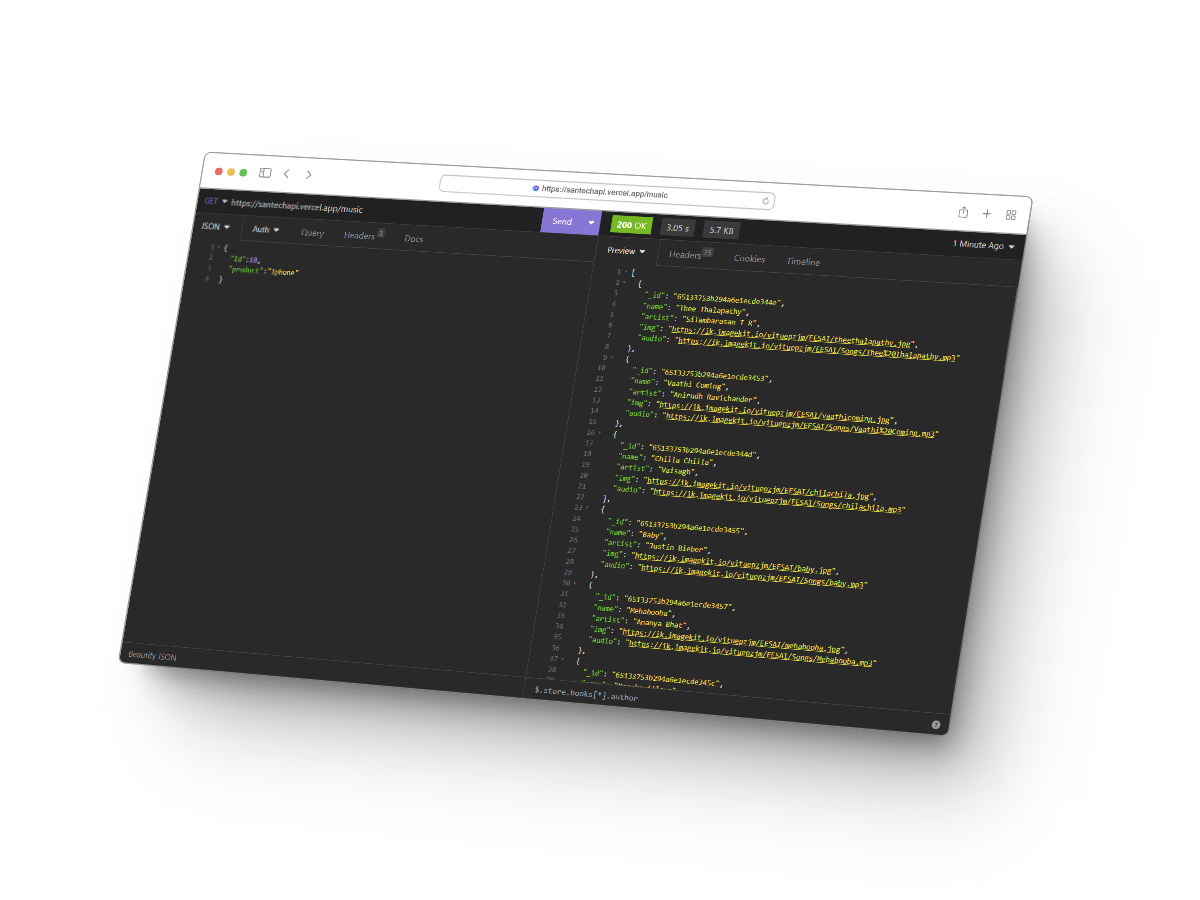 https://santechapi.vercel.app/music
GET https://santechapi.vercel.app/music Send
200 OK 3.05 s 5.7 KB 1 Minute Ago
JSON Auth Query Headers 3 Docs
1 {
2 "id":10,
3 "product":"Iphone"
4 }
Beautify JSON
Preview Headers 15 Cookies Timeline
1 [
2 {
3 "_id": "65133753b294a6e1ecde344e",
4 "name": "Thee Thalapathy",
5 "artist": "Silambarasan T R",
6 "img": "https://ik.imagekit.io/vituepzjm/EFSAI/theethalapathy.jpg",
7 "audio": "https://ik.imagekit.io/vituepzjm/EFSAI/Songs/Thee%20Thalapathy.mp3"
8 },
9 {
10 "_id": "65133753b294a6e1ecde3453",
11 "name": "Vaathi Coming",
12 "artist": "Anirudh Ravichander",
13 "img": "https://ik.imagekit.io/vituepzjm/EFSAI/vaathicoming.jpg",
14 "audio": "https://ik.imagekit.io/vituepzjm/EFSAI/Songs/Vaathi%20Coming.mp3"
15 },
16 {
17 "_id": "65133753b294a6e1ecde344d",
18 "name": "Chilla Chilla",
19 "artist": "Vaisagh",
20 "img": "https://ik.imagekit.io/vituepzjm/EFSAI/chilachila.jpg",
21 "audio": "https://ik.imagekit.io/vituepzjm/EFSAI/Songs/chilachila.mp3"
22 },
23 {
24 "_id": "65133753b294a6e1ecde3465",
25 "name": "Baby",
26 "artist": "Justin Bieber",
27 "img": "https://ik.imagekit.io/vituepzjm/EFSAI/baby.jpg",
28 "audio": "https://ik.imagekit.io/vituepzjm/EFSAI/Songs/baby.mp3"
29 },
30 {
31 "_id": "65133753b294a6e1ecde3457",
32 "name": "Mehabooba",
33 "artist": "Ananya Bhat",
34 "img": "https://ik.imagekit.io/vituepzjm/EFSAI/mehabooba.jpg",
35 "audio": "https://ik.imagekit.io/vituepzjm/EFSAI/Songs/Mehabooba.mp3"
36 },
37 {
38 "_id": "65133753b294a6e1ecde345c",
$.store.books[*].author